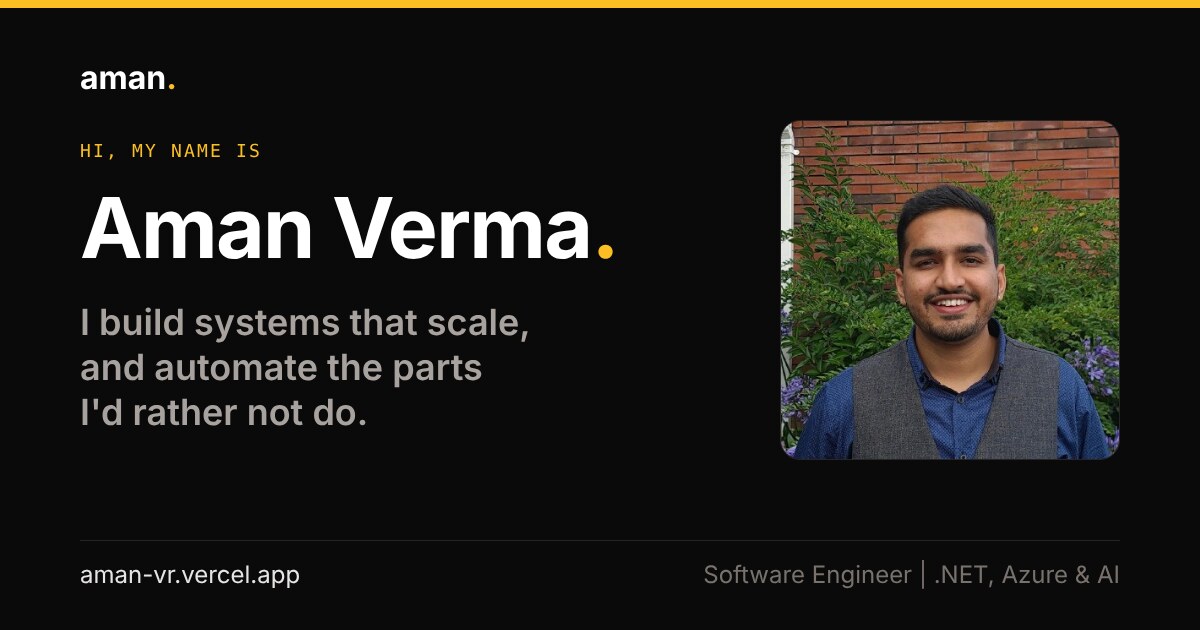 aman.
HI, MY NAME IS
Aman Verma.
I build systems that scale,
and automate the parts
I'd rather not do.
aman-vr.vercel.app
Software Engineer | .NET, Azure & AI